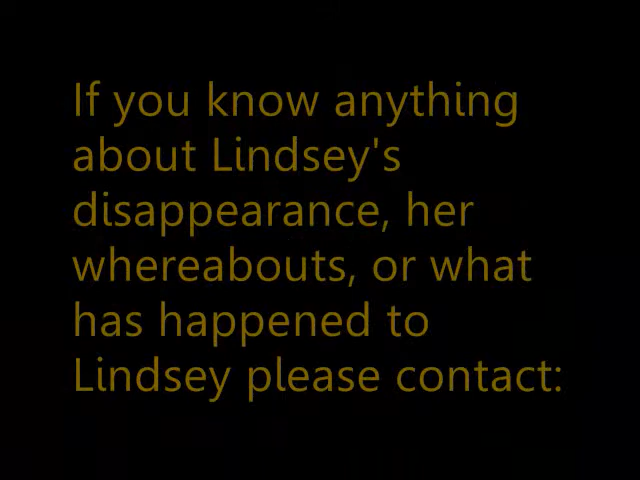 If you know anything
about Lindsey's
disappearance, her
whereabouts, or what
has happened to
Lindsey please contact: